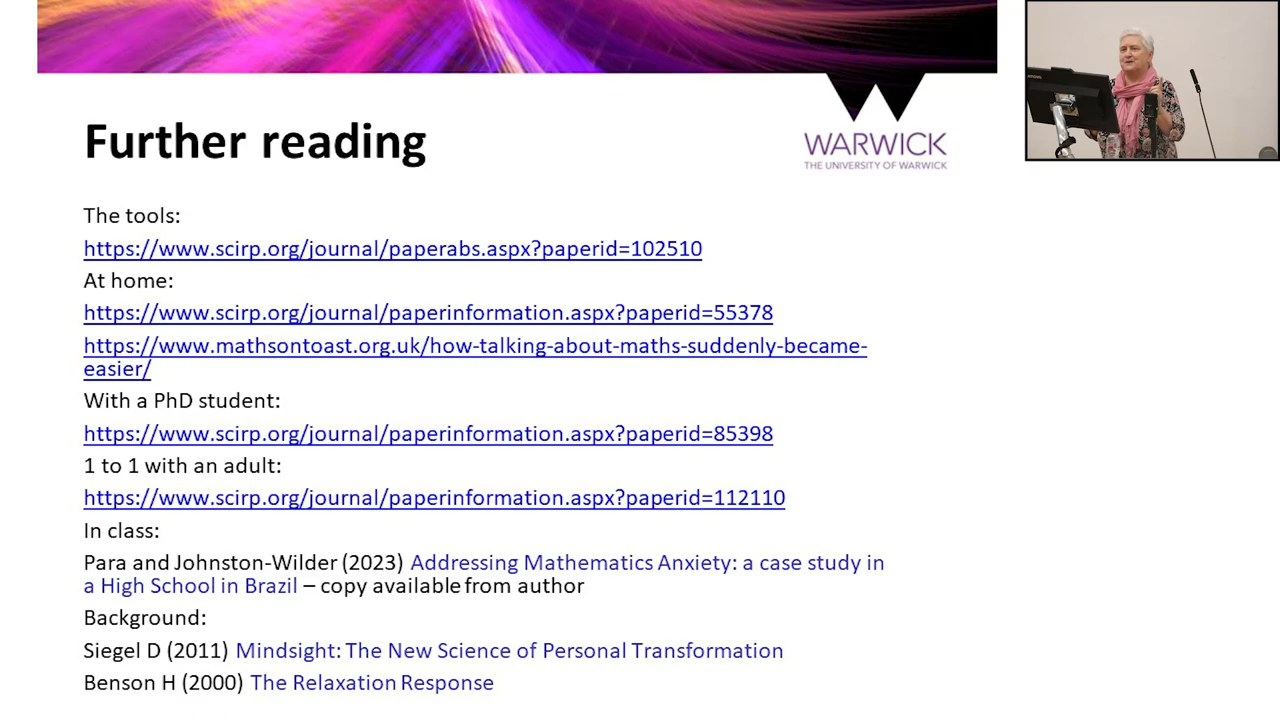 Further reading
WARWICK
THE UNIVERSITY OF WARWICK
The tools:
https://www.scirp.org/journal/paperabs.aspx?paperid=102510
At home:
https://www.scirp.org/journal/paperinformation.aspx?paperid=55378
https://www.mathsontoast.org.uk/how-talking-about-maths-suddenly-became-
easier/
With a PhD student:
https://www.scirp.org/journal/paperinformation.aspx?paperid=85398
1 to 1 with an adult:
https://www.scirp.org/journal/paperinformation.aspx?paperid=112110
In class:
Para and Johnston-Wilder (2023) Addressing Mathematics Anxiety: a case study in
a High School in Brazil – copy available from author
Background:
Siegel D (2011) Mindsight: The New Science of Personal Transformation
Benson H (2000) The Relaxation Response